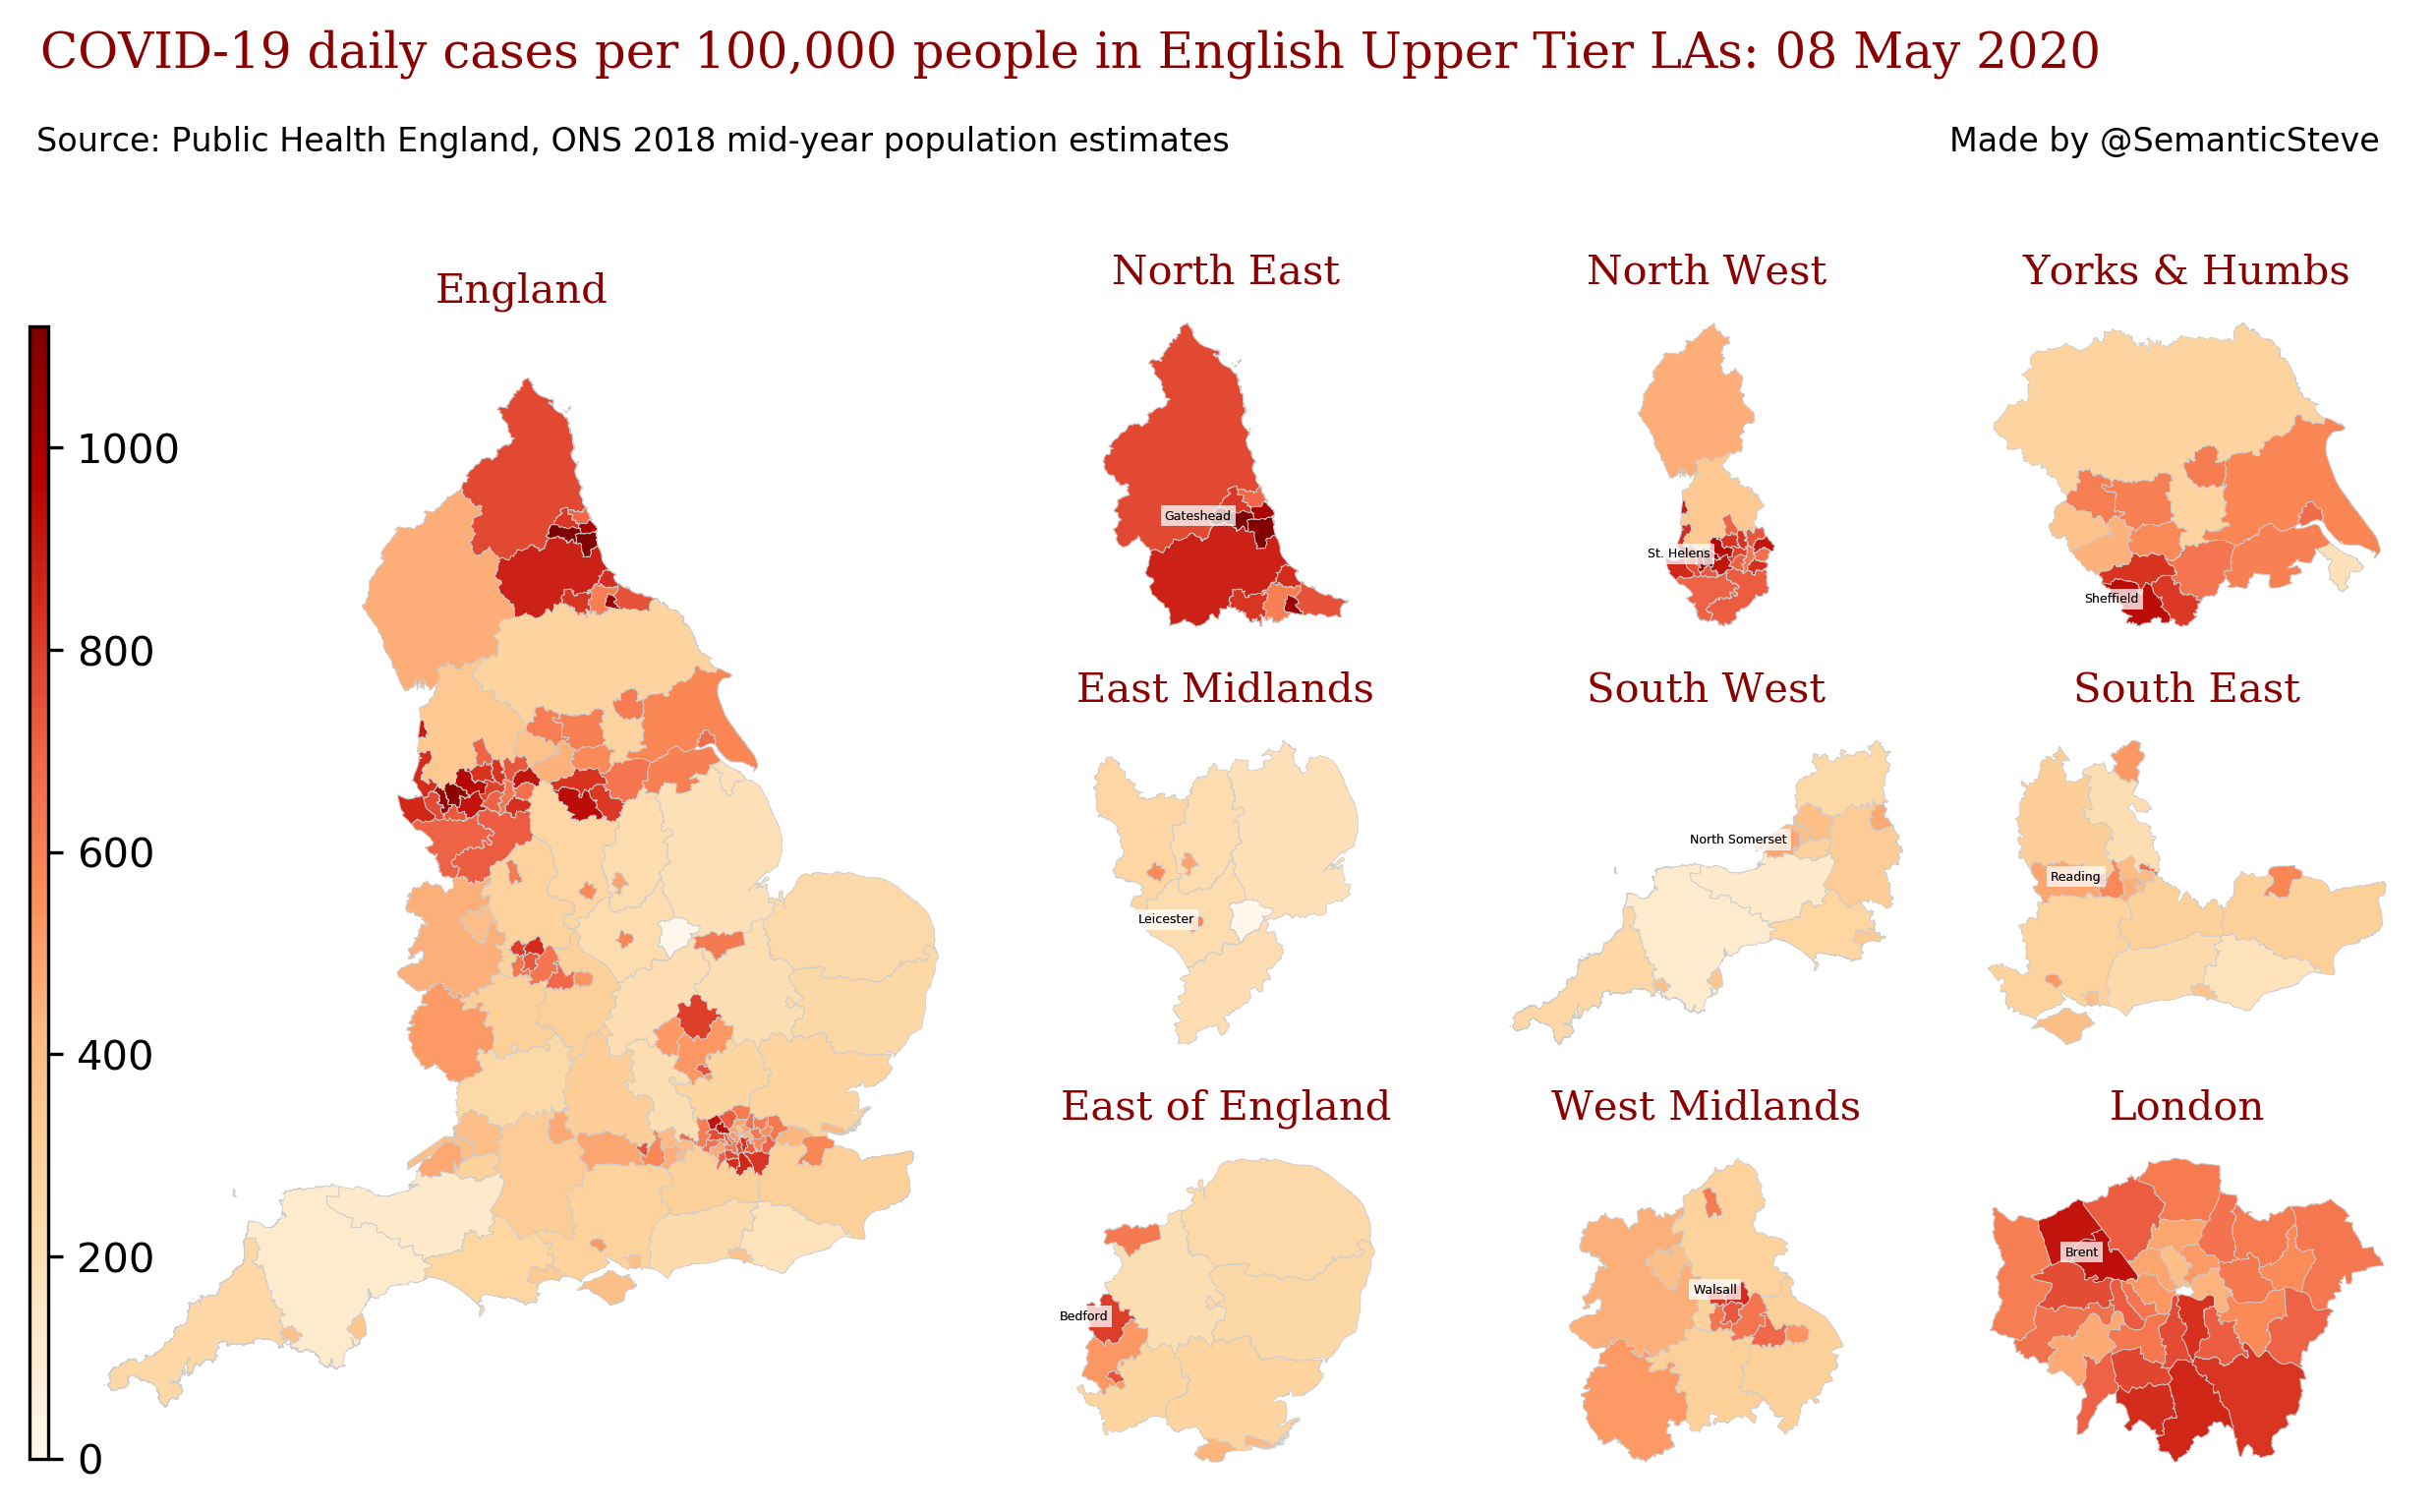 COVID-19 daily cases per 100,000 people in English Upper Tier LAs: 08 May 2020
Source: Public Health England, ONS 2018 mid-year population estimates
Made by @SemanticSteve
England
1000
800
600
400
200
0
North East
Gateshead
North West
St. Helens
Yorks & Humbs
Sheffield
East Midlands
Leicester
South West
North Somerset
South East
Reading
East of England
Bedford
West Midlands
Walsall
London
Brent